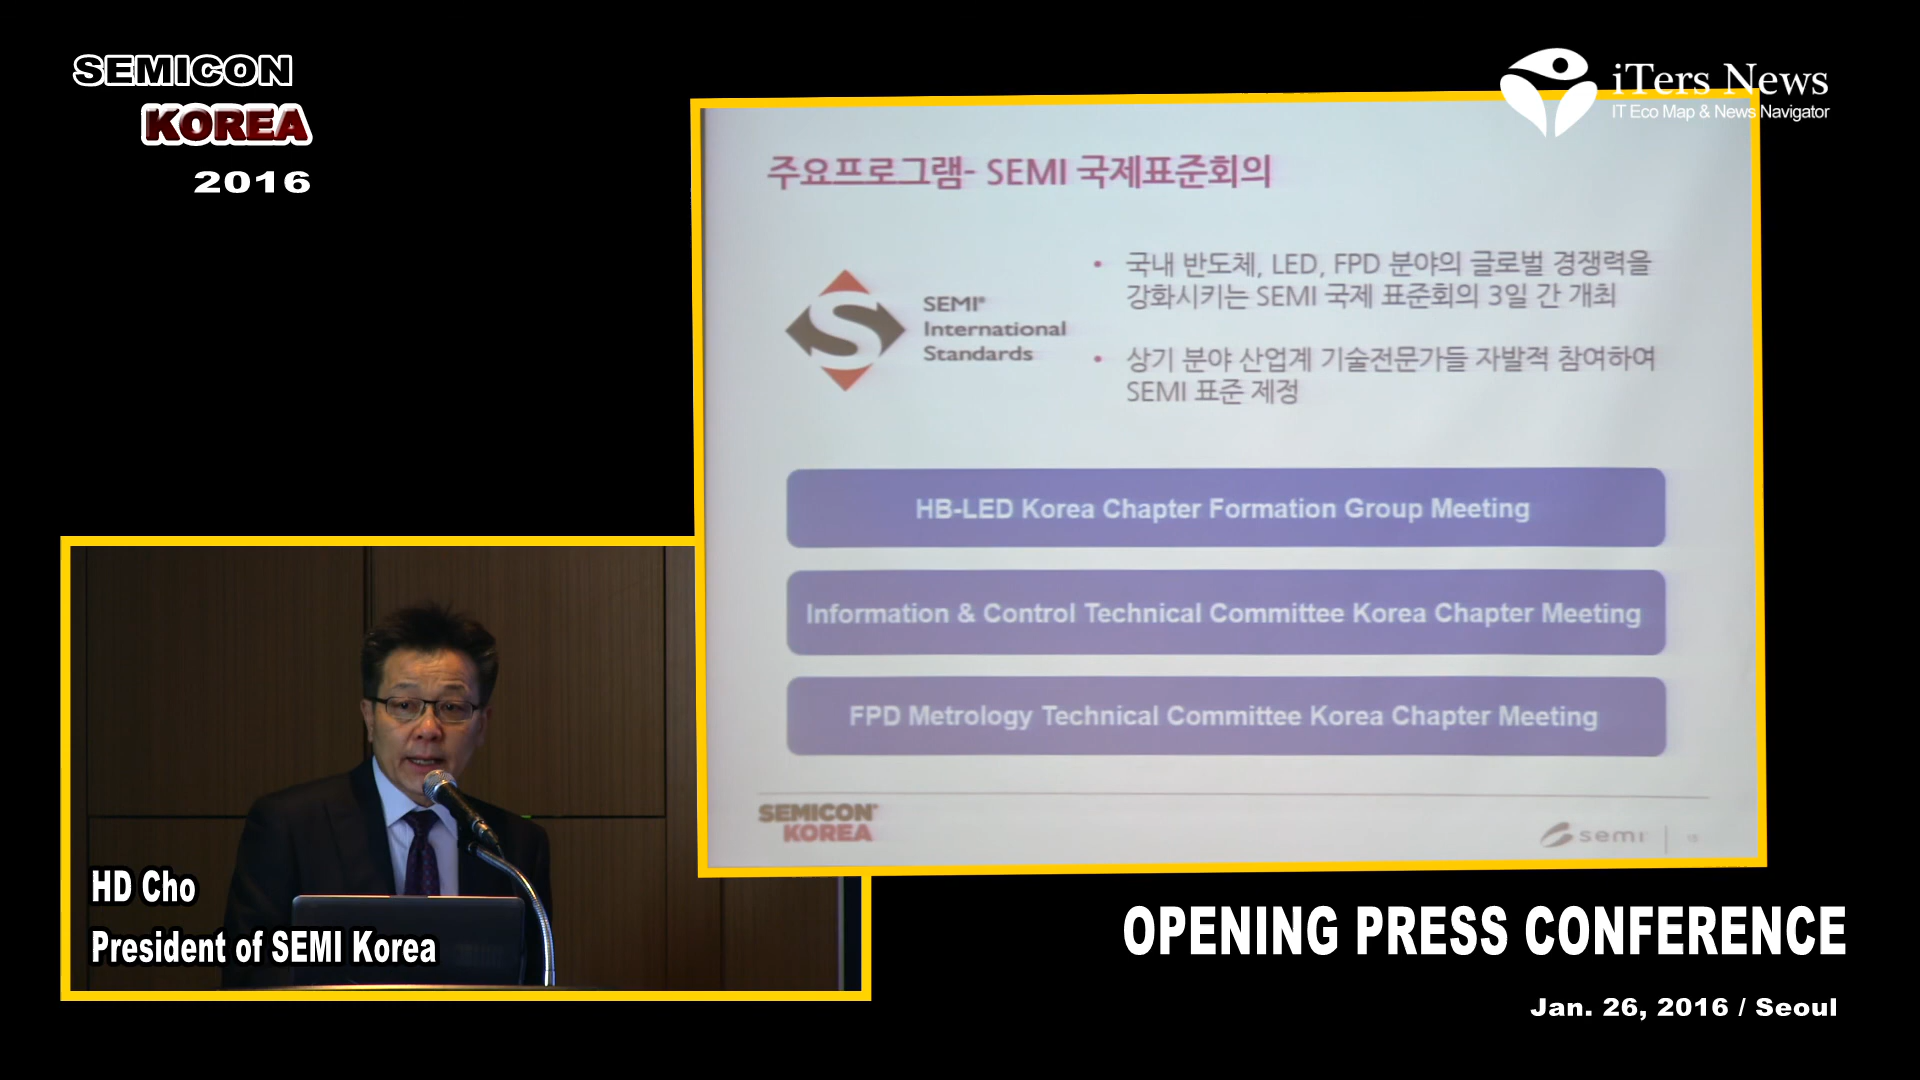 SEMICON
KOREA
2016
iTers News
IT Eco Map & News Navigator
주요프로그램- SEMI 국제표준회의
SEMI®
International
Standards
• 국내 반도체, LED, FPD 분야의 글로벌 경쟁력을
강화시키는 SEMI 국제 표준회의 3일 간 개최
• 상기 분야 산업계 기술전문가들 자발적 참여하여
SEMI 표준 제정
HB-LED Korea Chapter Formation Group Meeting
Information & Control Technical Committee Korea Chapter Meeting
FPD Metrology Technical Committee Korea Chapter Meeting
SEMICON®
KOREA
semi
HD Cho
President of SEMI Korea
OPENING PRESS CONFERENCE
Jan. 26, 2016 / Seoul